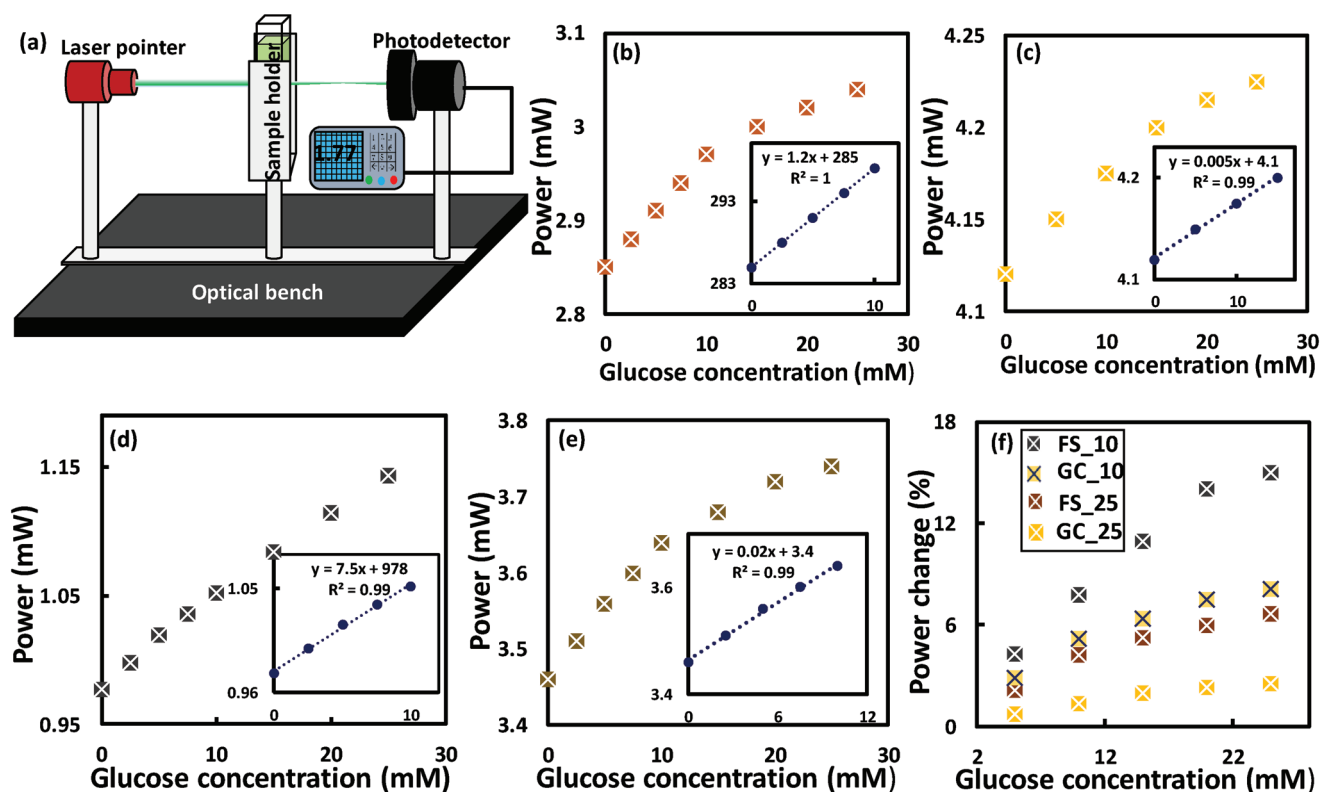 (a)
Laser pointer
Photodetector
Sample holder
1.77
Optical bench
(b)
3.1
3
2.9
2.8
Power (mW)
y = 1.2x + 285
R² = 1
293
283
0
10
0
10
20
30
Glucose concentration (mM)
(c)
4.25
4.2
4.15
4.1
Power (mW)
y = 0.005x + 4.1
R² = 0.99
4.2
4.1
0
10
0
10
20
30
Glucose concentration (mM)
(d)
1.15
1.05
0.95
Power (mW)
y = 7.5x + 978
R² = 0.99
1.05
0.96
0
10
0
10
20
30
Glucose concentration (mM)
(e)
3.8
3.7
3.6
3.5
3.4
Power (mW)
y = 0.02x + 3.4
R² = 0.99
3.6
3.4
0
6
12
0
10
20
30
Glucose concentration (mM)
(f)
18
12
6
0
Power change (%)
FS_10
GC_10
FS_25
GC_25
2
12
22
Glucose concentration (mM)